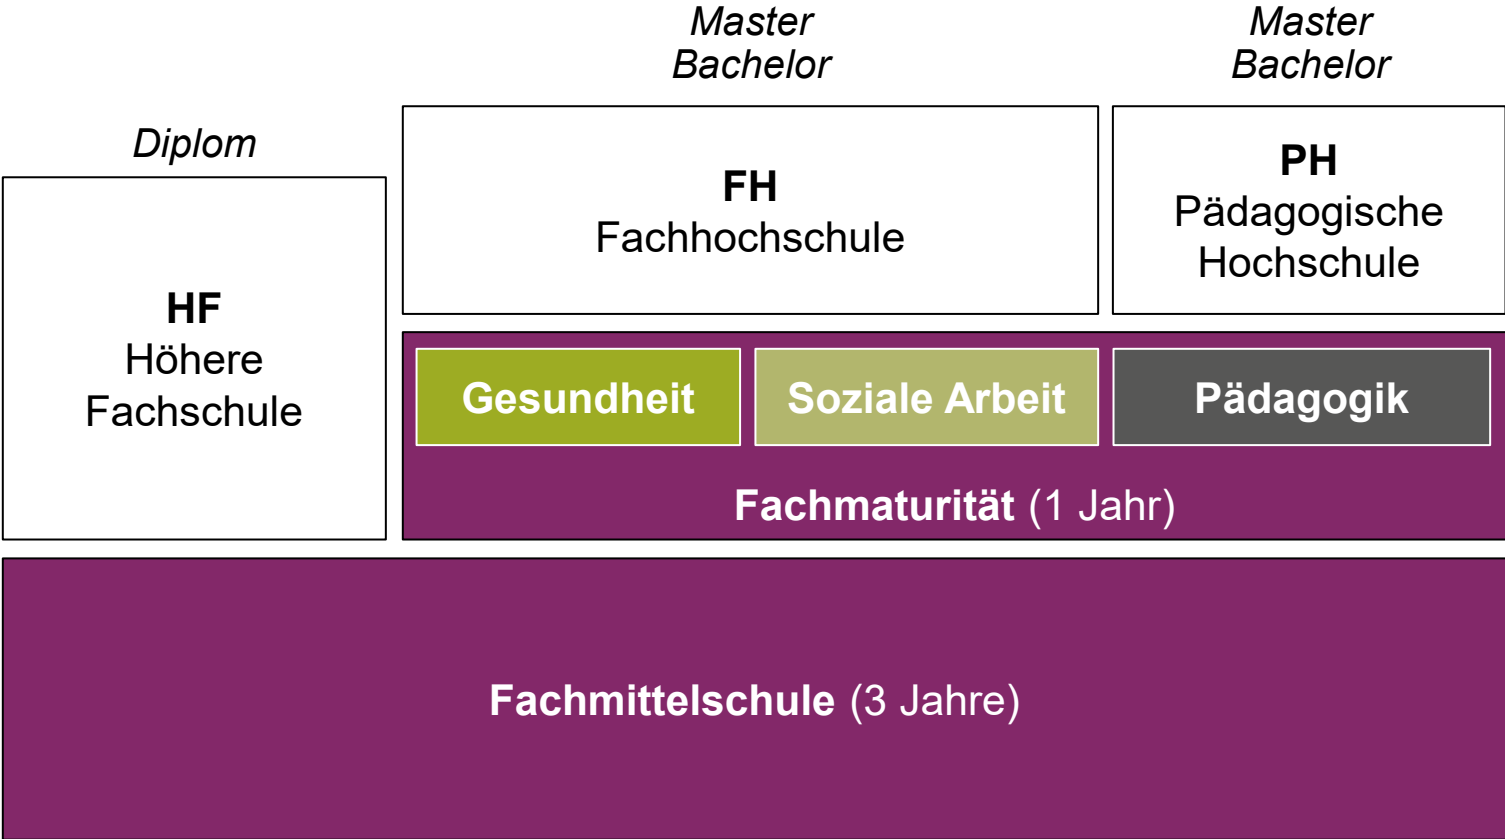 Master
Bachelor
Master
Bachelor
Diplom
FH
Fachhochschule
PH
Pädagogische
Hochschule
HF
Höhere
Fachschule
Gesundheit
Soziale Arbeit
Pädagogik
Fachmaturität (1 Jahr)
Fachmittelschule (3 Jahre)